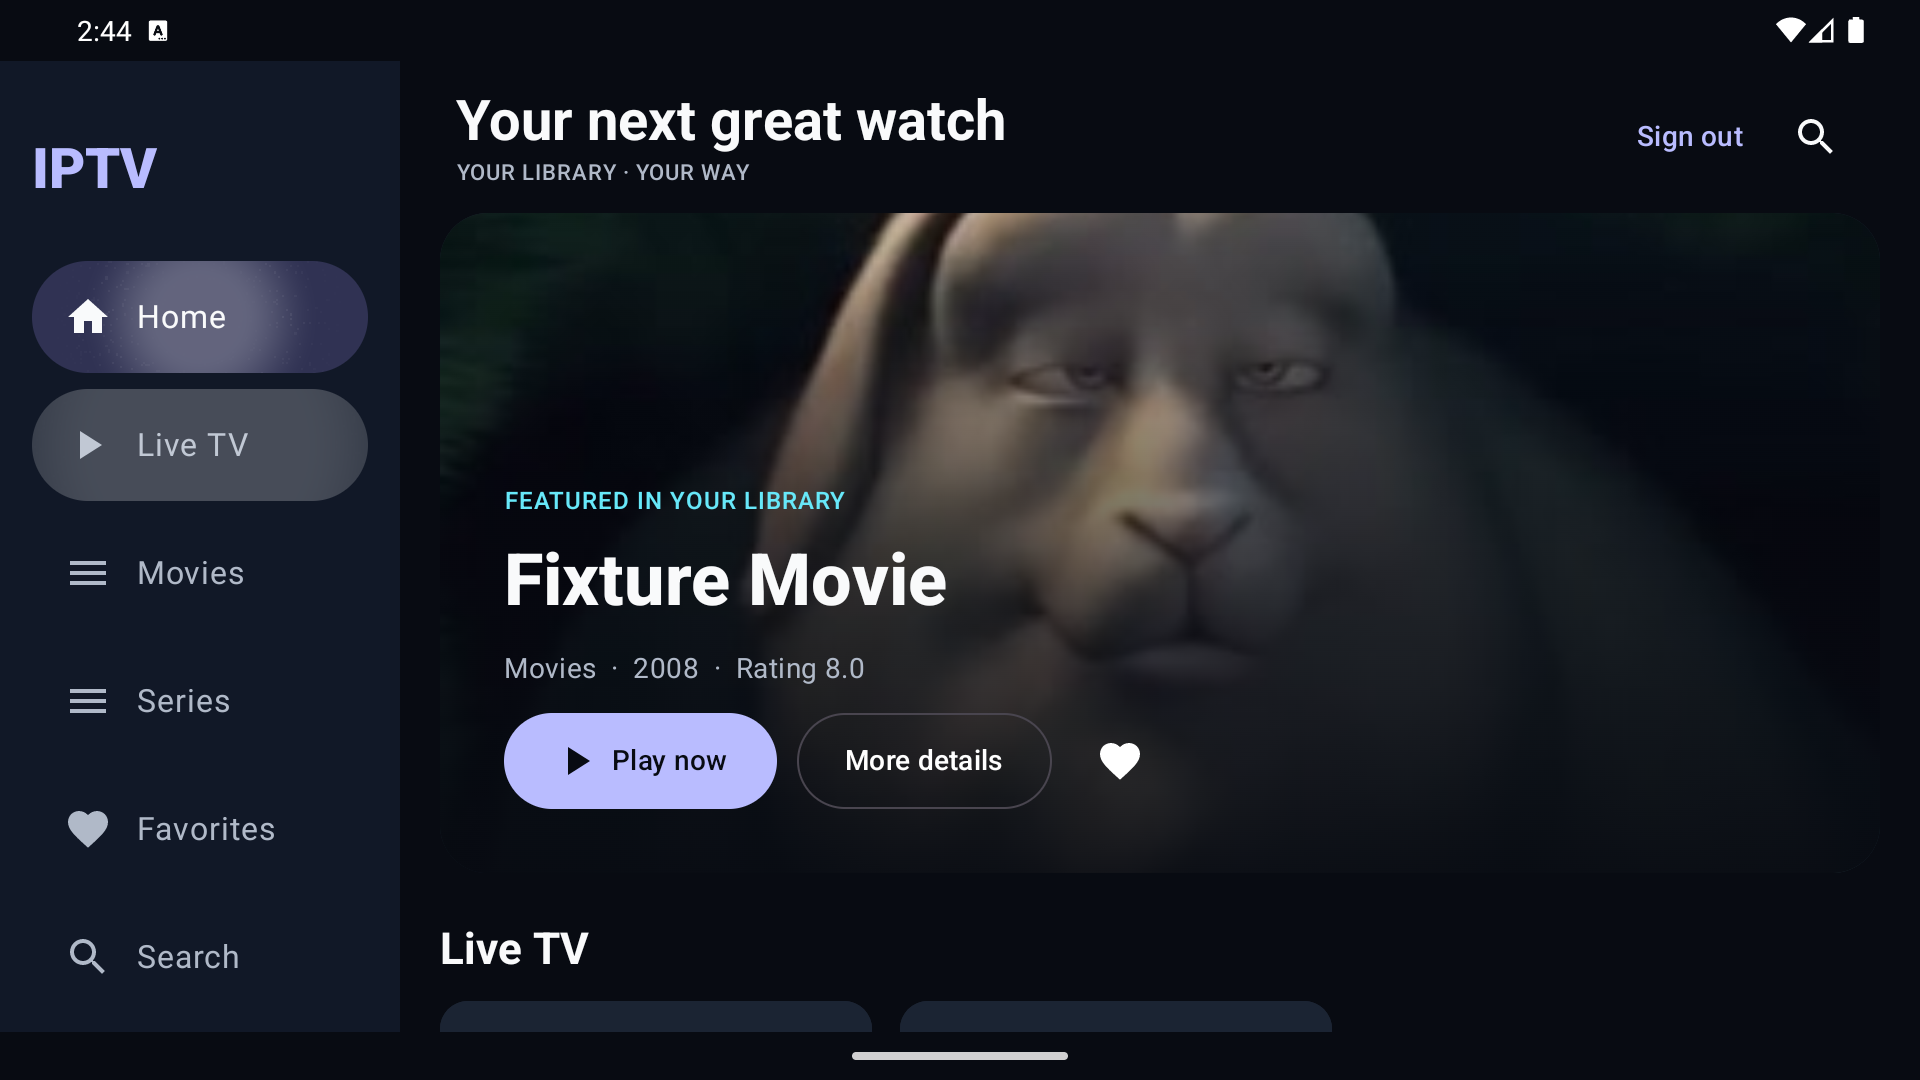 2:44
IPTV
Home
Live TV
Movies
Series
Favorites
Search
Your next great watch
YOUR LIBRARY · YOUR WAY
Sign out
FEATURED IN YOUR LIBRARY
Fixture Movie
Movies · 2008 · Rating 8.0
Play now
More details
Live TV